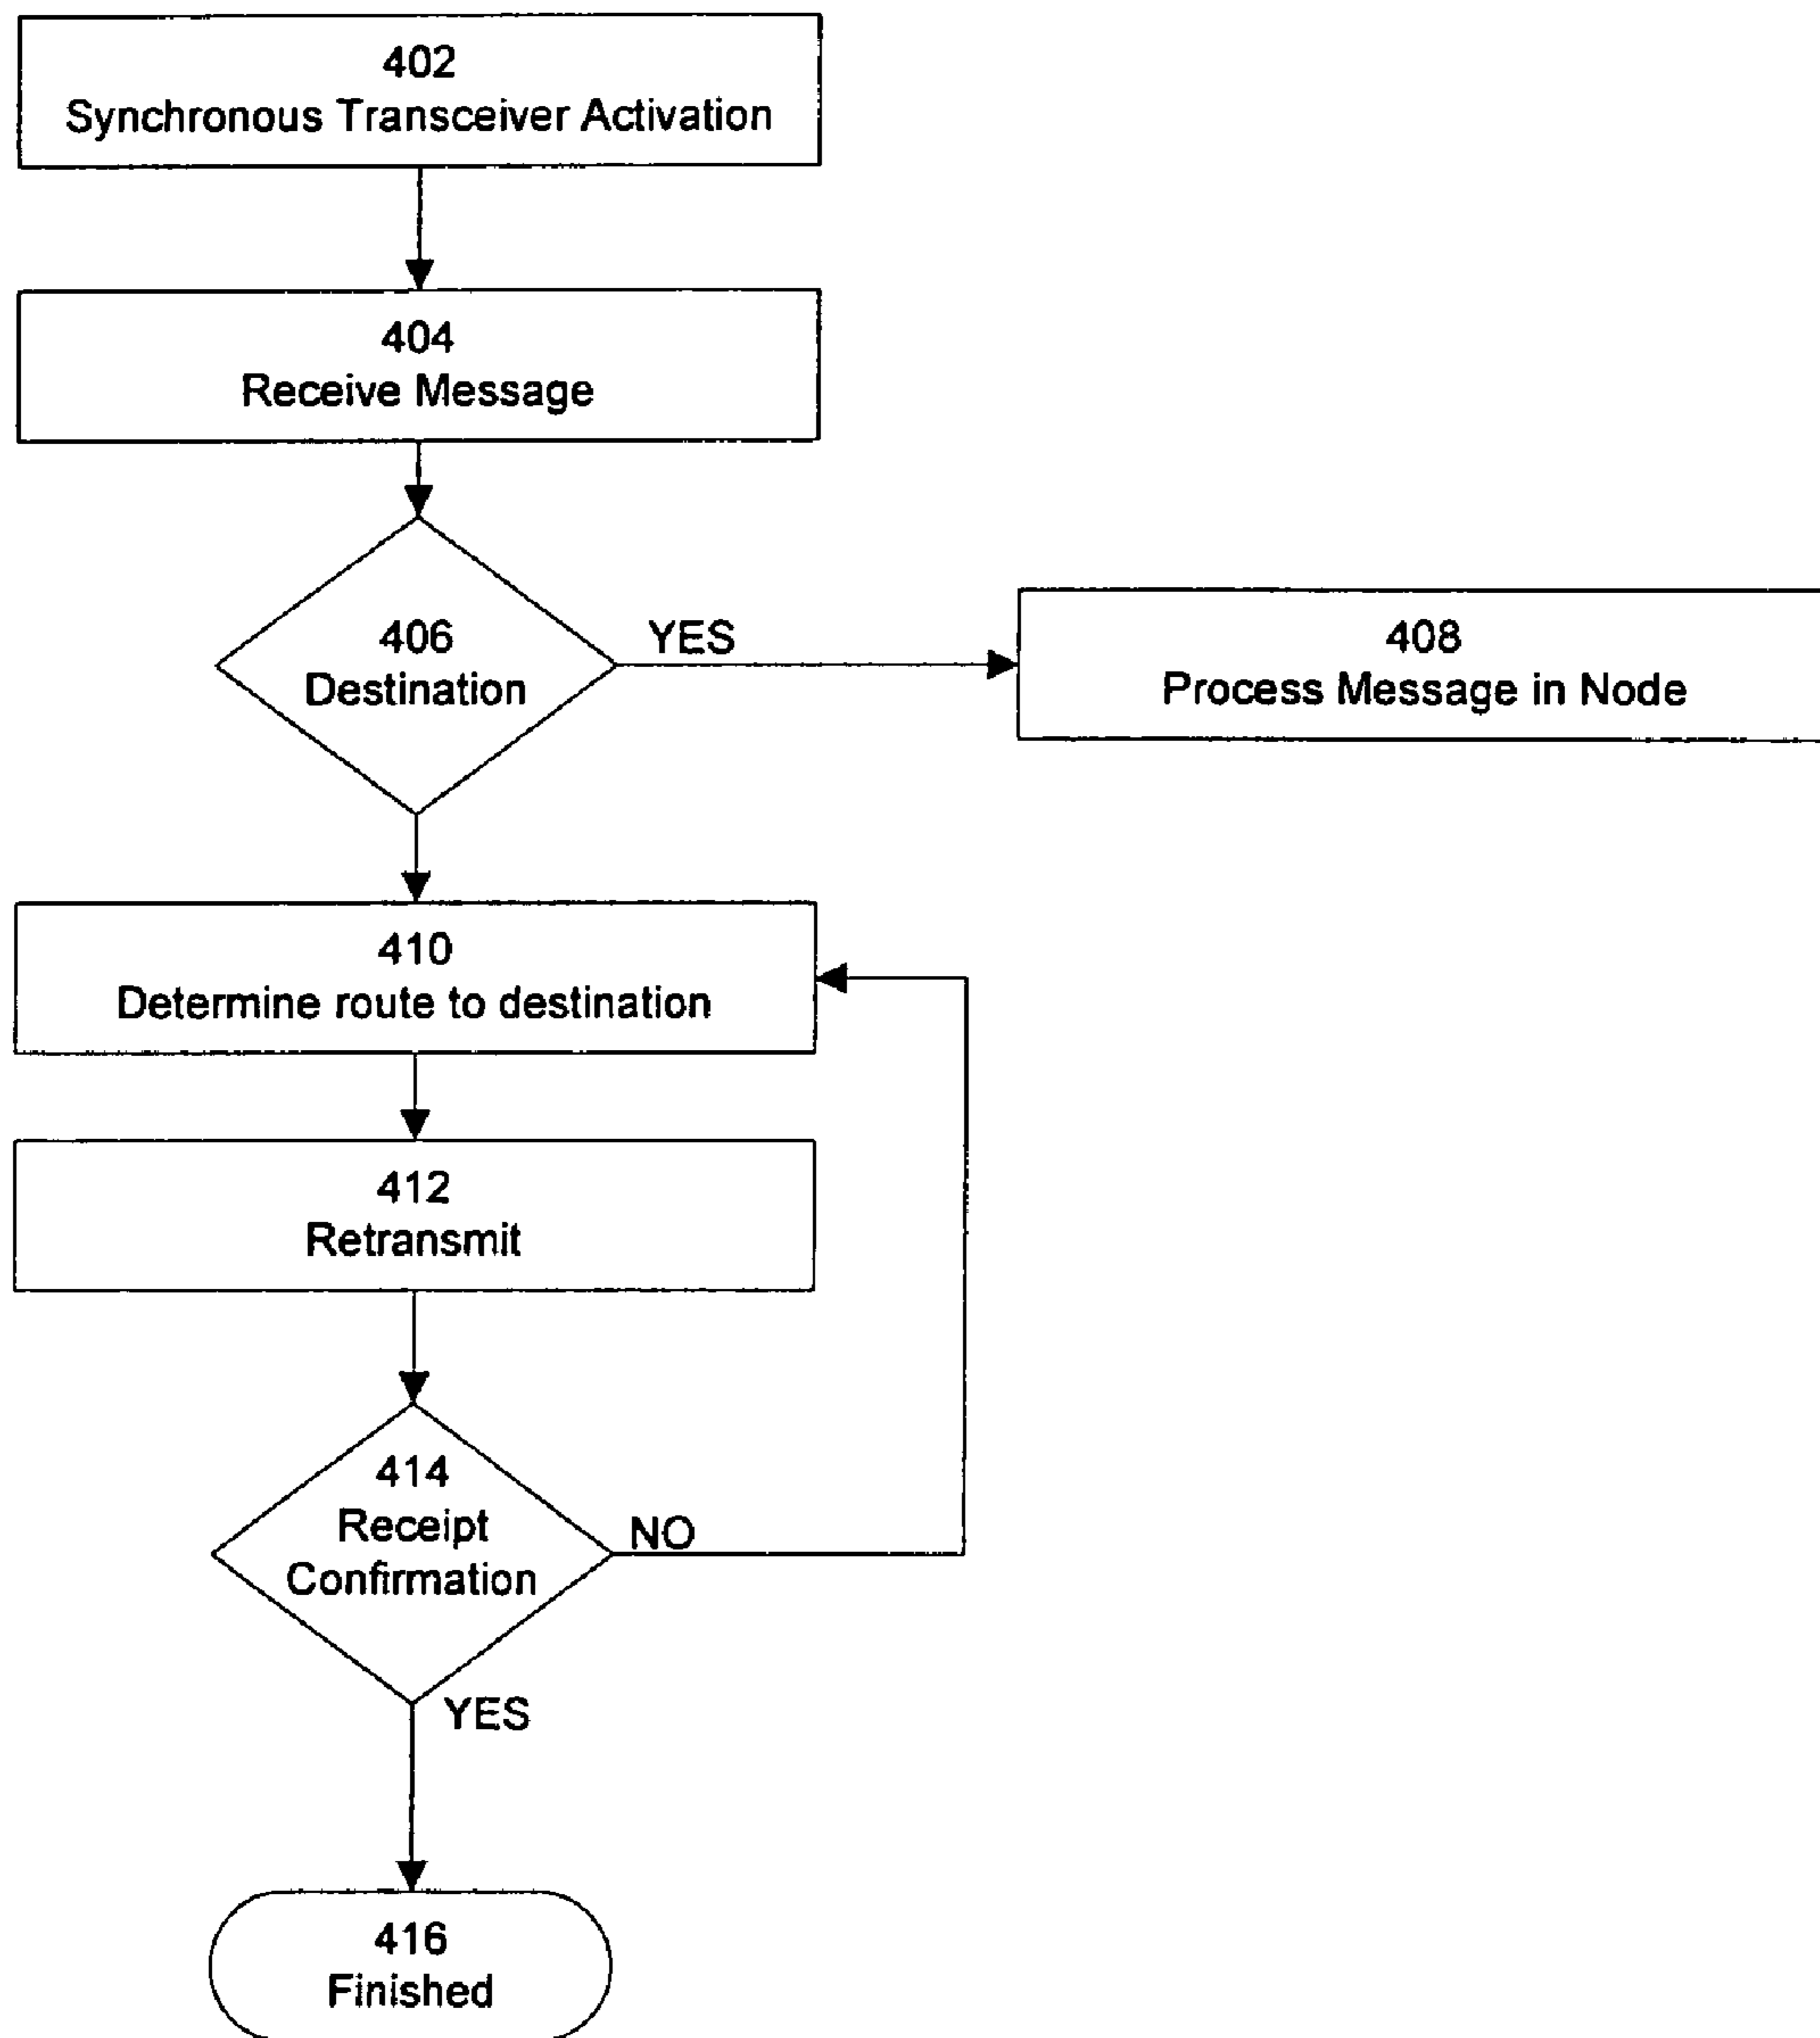 402
Synchronous Transceiver Activation
404
Receive Message
406
Destination
YES
408
Process Message in Node
410
Determine route to destination
412
Retransmit
414
Receipt
Confirmation
NO
YES
416
Finished